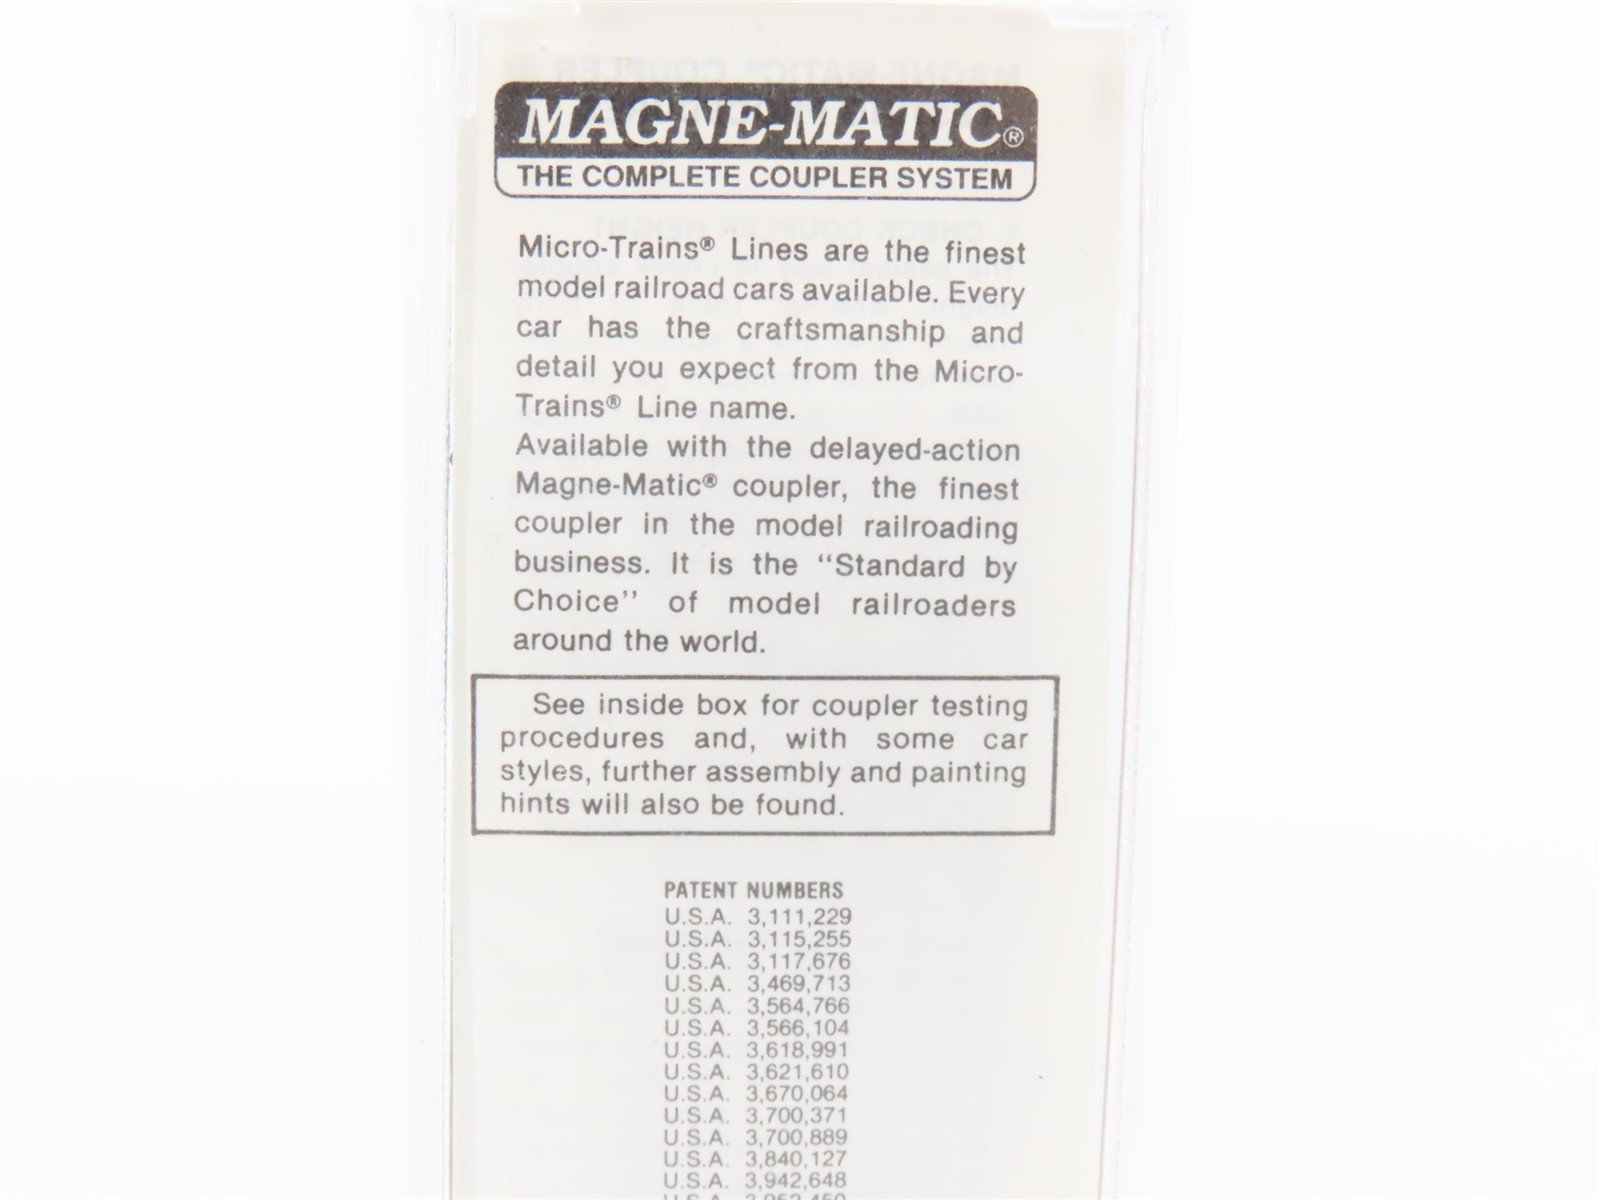 MAGNE-MATIC®
THE COMPLETE COUPLER SYSTEM
Micro-Trains® Lines are the finest
model railroad cars available. Every
car has the craftsmanship and
detail you expect from the Micro-
Trains® Line name.
Available with the delayed-action
Magne-Matic® coupler, the finest
coupler in the model railroading
business. It is the “Standard by
Choice” of model railroaders
around the world.
See inside box for coupler testing
procedures and, with some car
styles, further assembly and painting
hints will also be found.
PATENT NUMBERS
U.S.A. 3,111,229
U.S.A. 3,115,255
U.S.A. 3,117,676
U.S.A. 3,469,713
U.S.A. 3,564,766
U.S.A. 3,566,104
U.S.A. 3,618,991
U.S.A. 3,621,610
U.S.A. 3,670,064
U.S.A. 3,700,371
U.S.A. 3,700,889
U.S.A. 3,840,127
U.S.A. 3,942,648